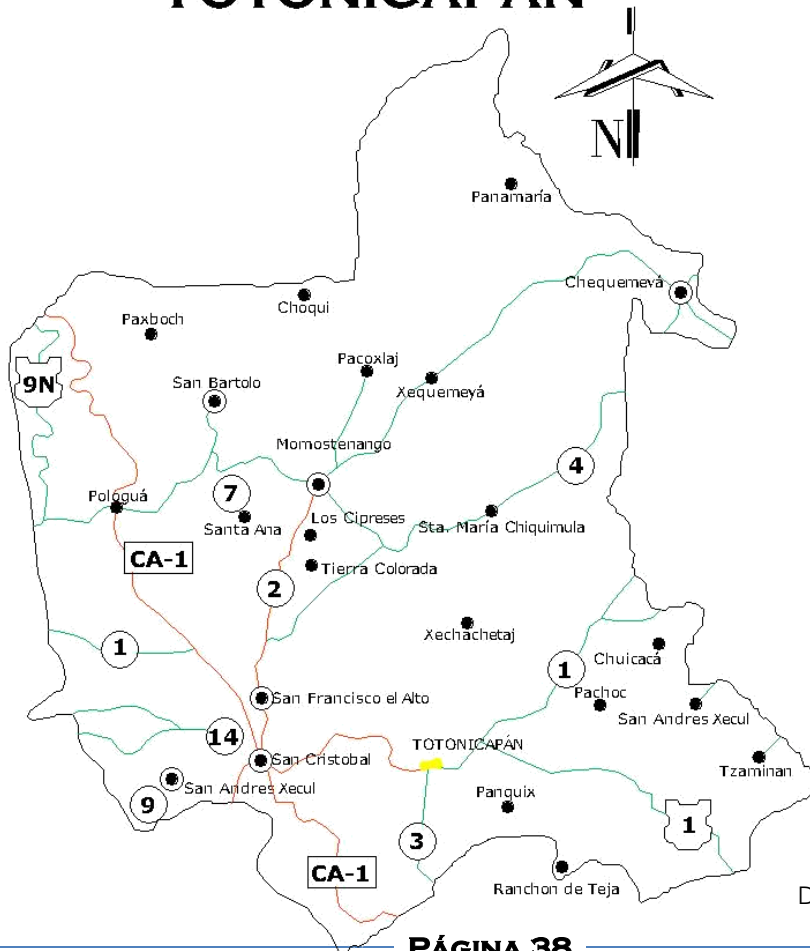 TOTONICAPÁN
N
Panamaría
Chequemeyá
Choqui
Paxboch
Pacoxlaj
9N
San Bartolo
Xequemeyá
Momostenango
4
7
Pologuá
Los Cipreses
Santa Ana
Sta. María Chiquimula
CA-1
Tierra Colorada
2
Xechachetaj
1
Chuicacá
1
Pachoc
San Francisco el Alto
San Andres Xecul
14
TOTONICAPÁN
San Cristobal
Tzaminan
San Andres Xecul
Panquix
9
1
3
CA-1
Ranchon de Teja
D
PÁGINA 38